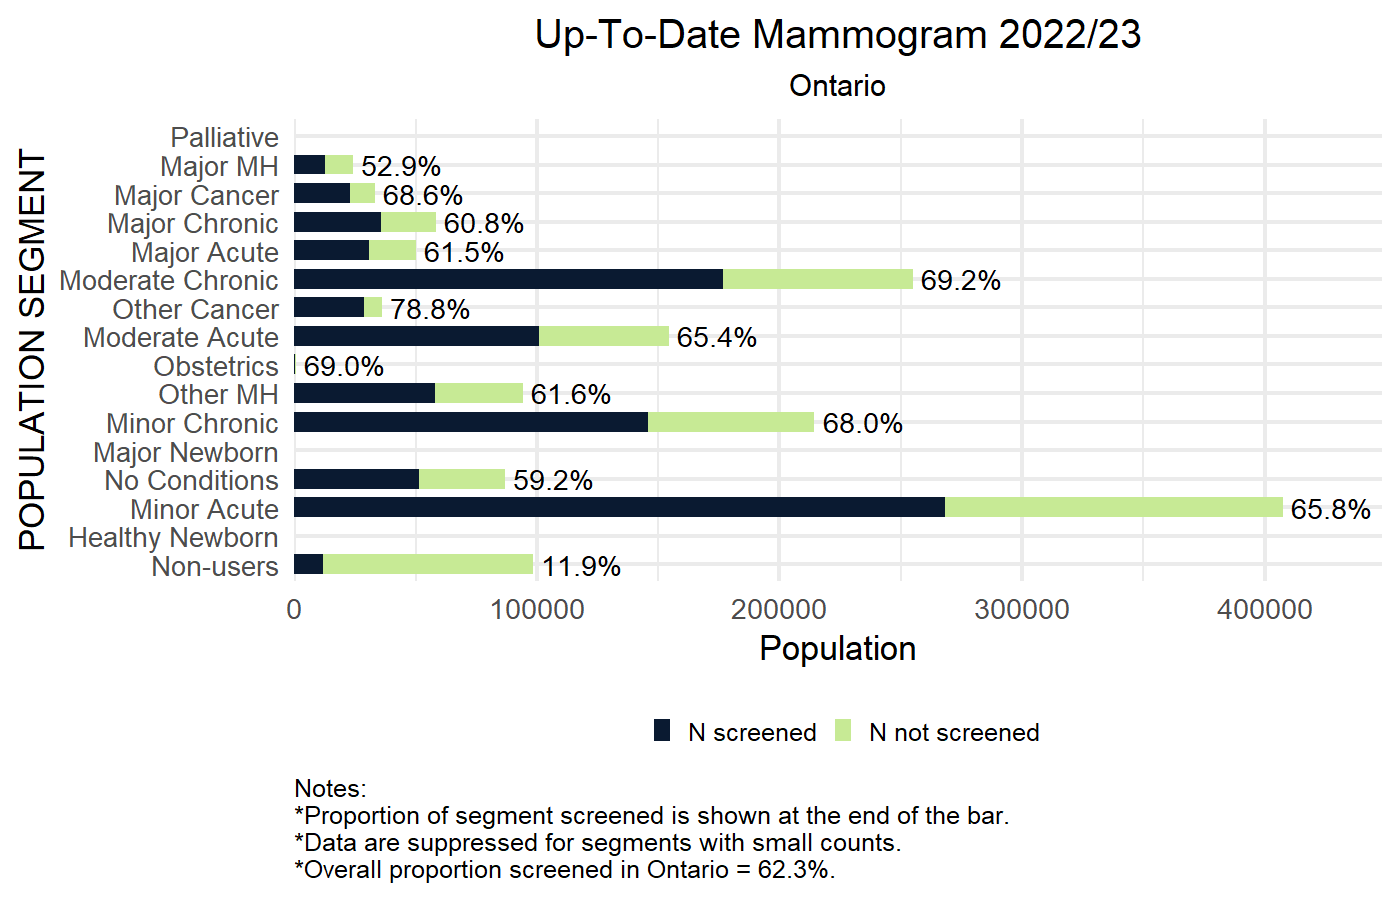 Up-To-Date Mammogram 2022/23
Ontario
POPULATION SEGMENT
Palliative
Major MH 52.9%
Major Cancer 68.6%
Major Chronic 60.8%
Major Acute 61.5%
Moderate Chronic 69.2%
Other Cancer 78.8%
Moderate Acute 65.4%
Obstetrics 69.0%
Other MH 61.6%
Minor Chronic 68.0%
Major Newborn
No Conditions 59.2%
Minor Acute 65.8%
Healthy Newborn
Non-users 11.9%
0 100000 200000 300000 400000
Population
N screened N not screened
Notes:
*Proportion of segment screened is shown at the end of the bar.
*Data are suppressed for segments with small counts.
*Overall proportion screened in Ontario = 62.3%.